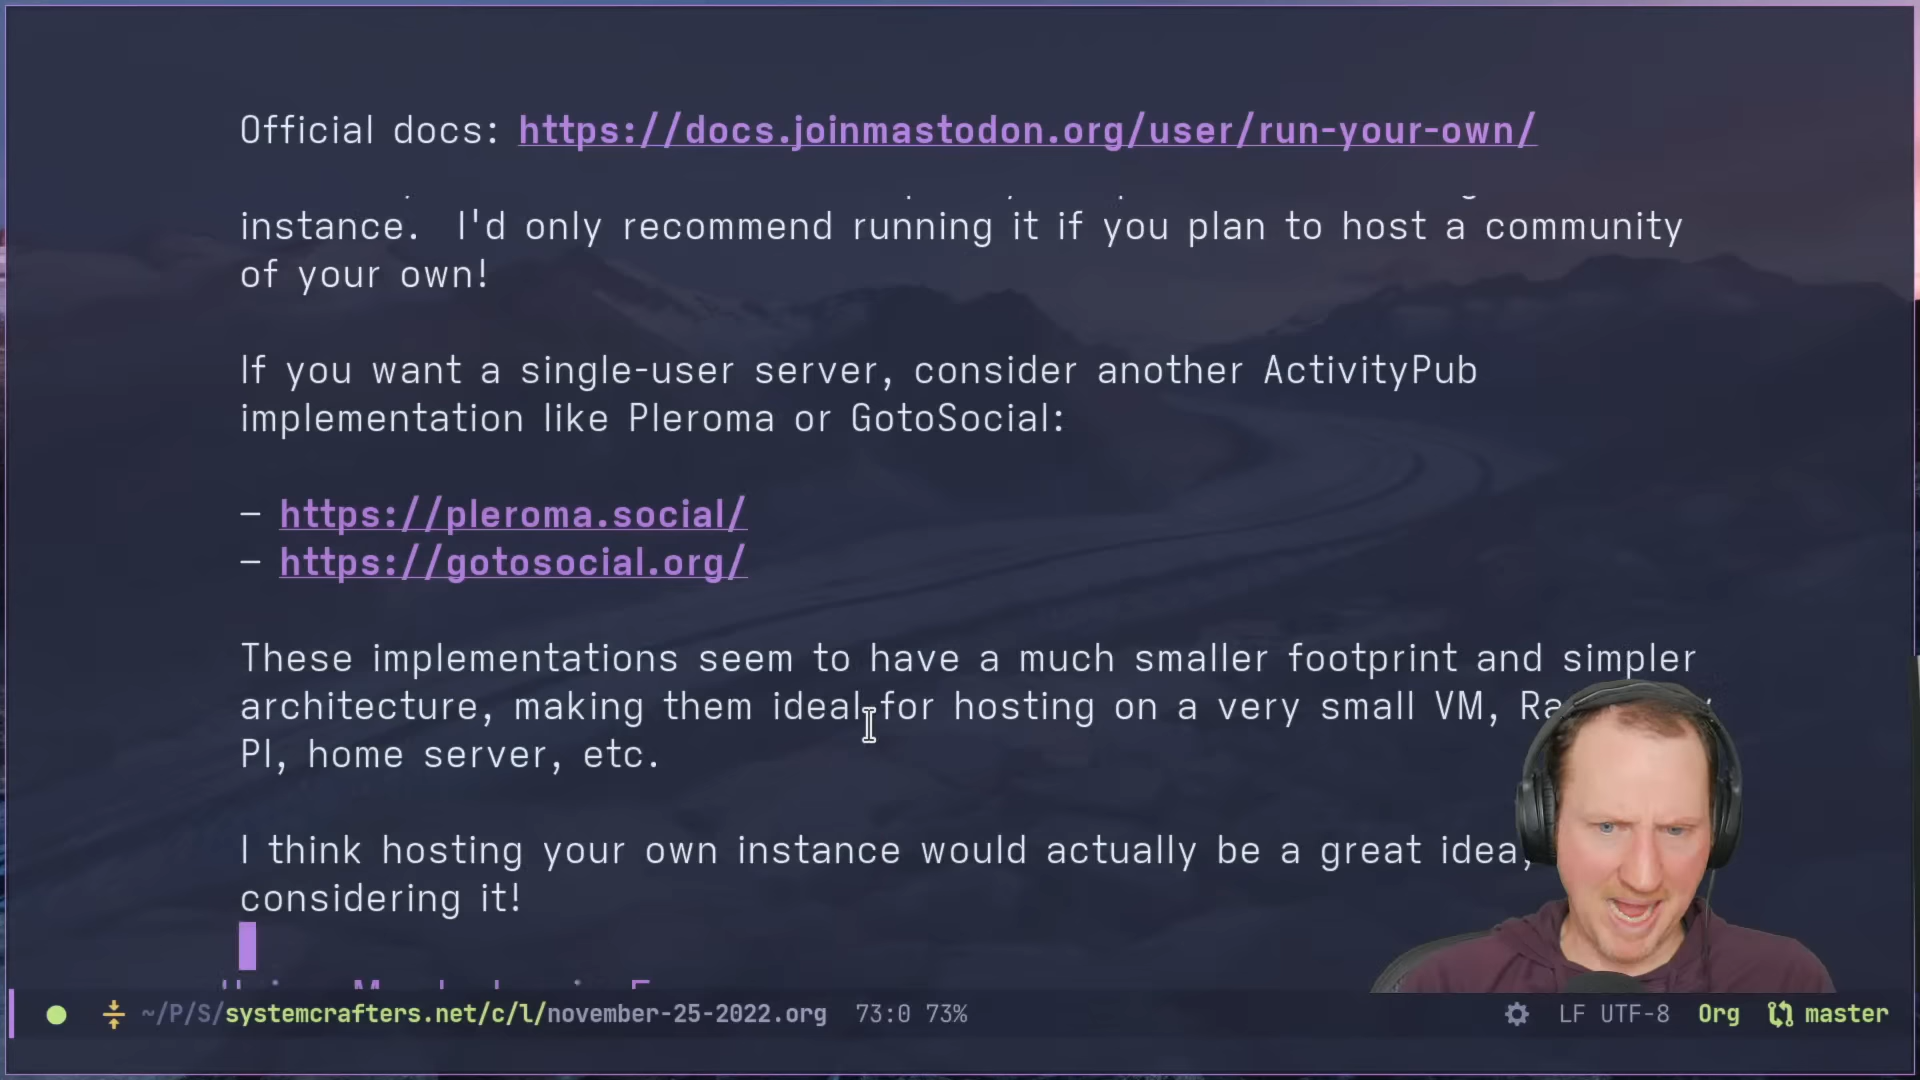 Official docs: https://docs.joinmastodon.org/user/run-your-own/
instance.  I'd only recommend running it if you plan to host a community
of your own!
If you want a single-user server, consider another ActivityPub
implementation like Pleroma or GotoSocial:
– https://pleroma.social/
– https://gotosocial.org/
These implementations seem to have a much smaller footprint and simpler
architecture, making them ideal for hosting on a very small VM,
PI, home server, etc.
I think hosting your own instance would actually be a great idea,
considering it!
~/P/S/systemcrafters.net/c/l/november-25-2022.org 73:0 73% LF UTF-8 Org master